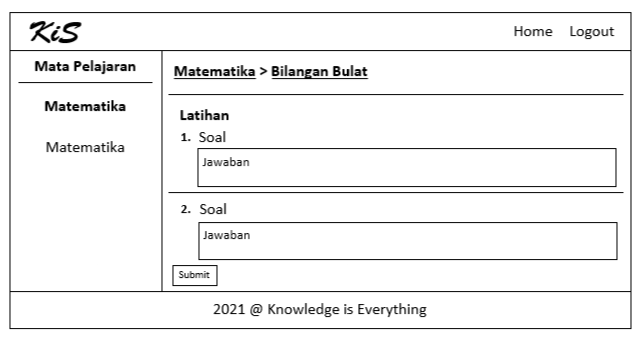 KiS
Home Logout
Mata Pelajaran
Matematika
Matematika
Matematika > Bilangan Bulat
Latihan
1. Soal
Jawaban
2. Soal
Jawaban
Submit
2021 @ Knowledge is Everything